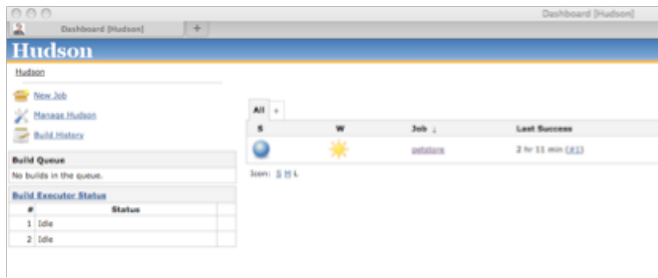 Dashboard [Hudson]
Dashboard [Hudson] +
Hudson
Hudson
New Job
Manage Hudson
Build History
All +
S W Job ↓ Last Success
petstore 2 hr 11 min (#1)
Icon: S M L
Build Queue
No builds in the queue.
Build Executor Status
# Status
1 Idle
2 Idle